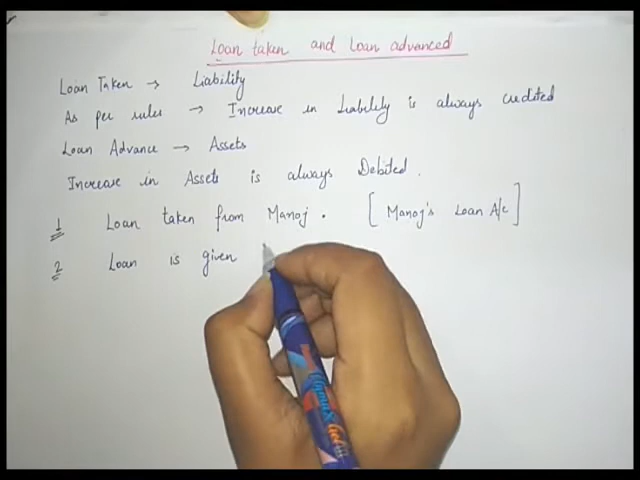 Loan taken and Loan advanced
Loan Taken → Liability
As per rules → Increase in Liability is always credited
Loan Advance → Assets
Increase in Assets is always Debited.
1 Loan taken from Manoj. [Manoj's Loan A/c]
2 Loan is given